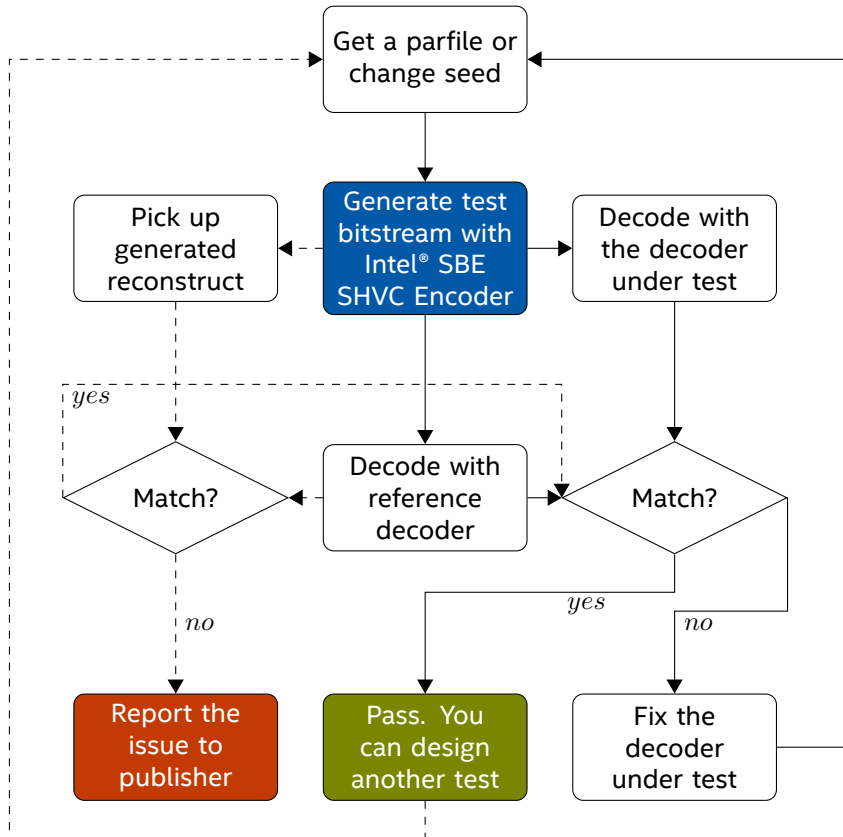 Get a parfile or
change seed
Pick up
generated
reconstruct
Generate test
bitstream with
Intel® SBE
SHVC Encoder
Decode with
the decoder
under test
yes
Match?
Decode with
reference
decoder
Match?
yes
no
no
Report the
issue to
publisher
Pass. You
can design
another test
Fix the
decoder
under test